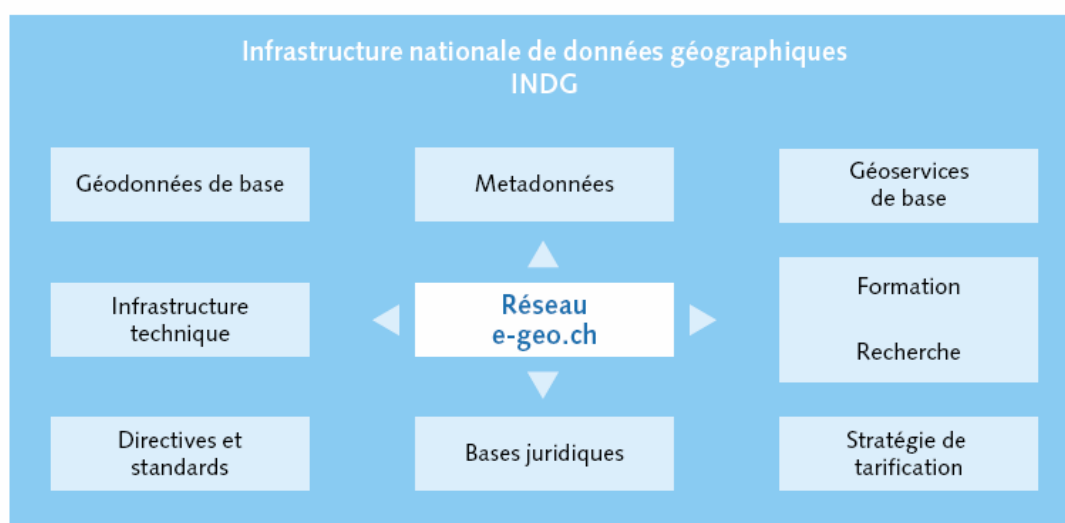 Infrastructure nationale de données géographiques
INDG
Géodonnées de base
Metadonnées
Géoservices
de base
Infrastructure
technique
Réseau
e-geo.ch
Formation
Recherche
Directives et
standards
Bases juridiques
Stratégie de
tarification